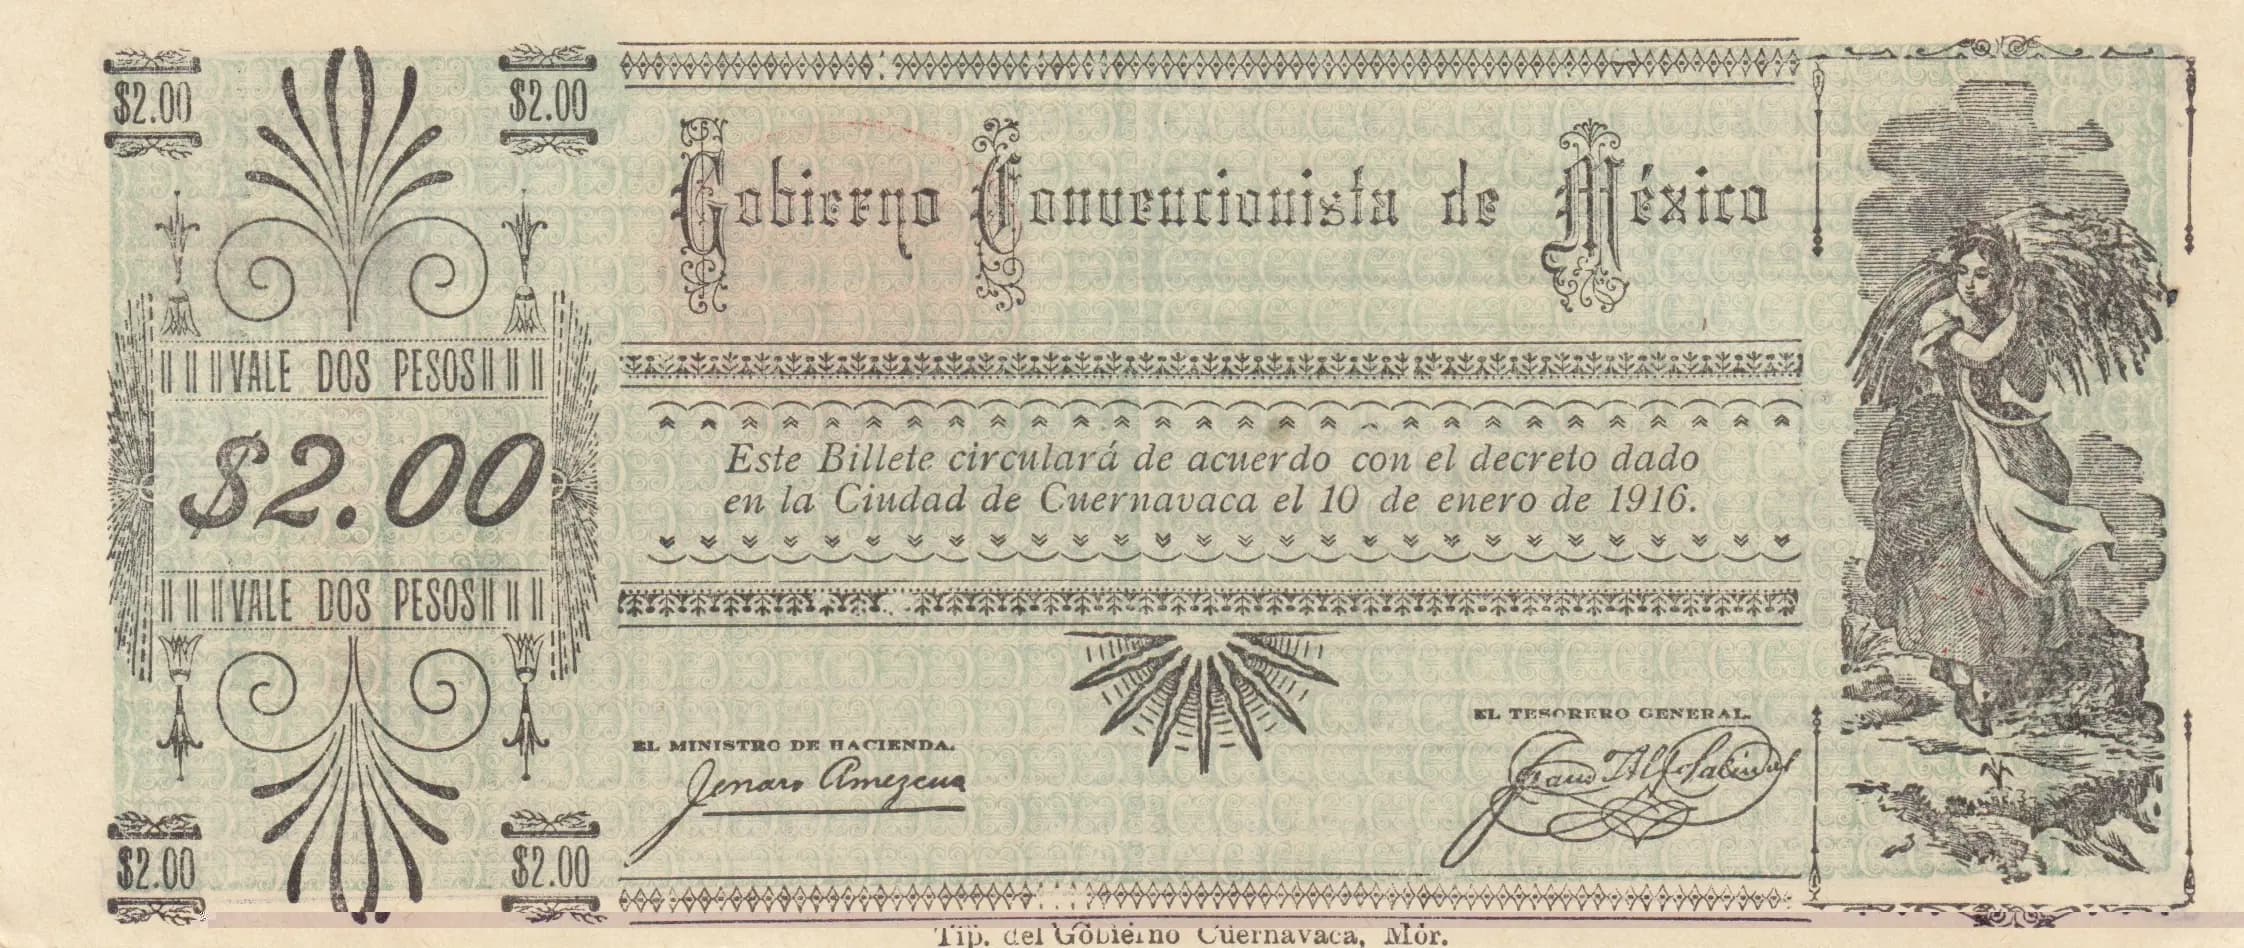 $2.00
$2.00
Gobierno Convencionista de México
VALE DOS PESOS
$2.00
Este Billete circulará de acuerdo con el decreto dado
en la Ciudad de Cuernavaca el 10 de enero de 1916.
VALE DOS PESOS
EL TESORERO GENERAL.
EL MINISTRO DE HACIENDA.
Jenaro Amezcua
$2.00
$2.00
Tip. del Gobierno Cuernavaca, Mor.